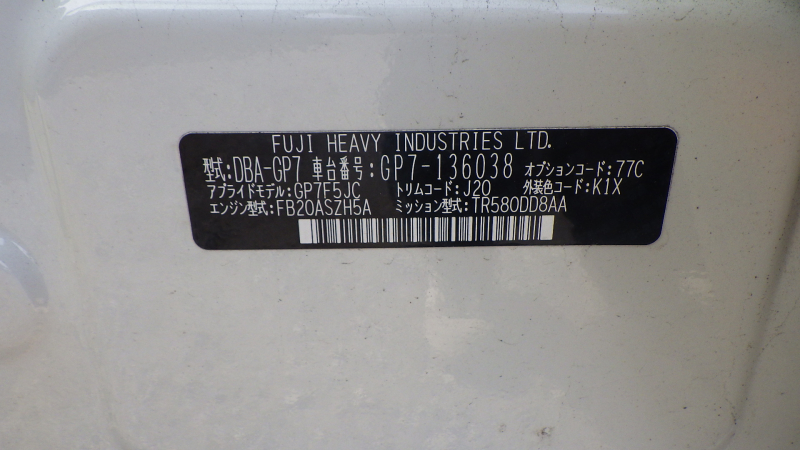 FUJI HEAVY INDUSTRIES LTD.
型式:DBA-GP7 車台番号:GP7-136038 オプションコード:77C
アプライドモデル:GP7F5JC トリムコード:J20 外装色コード:K1X
エンジン型式:FB20ASZH5A ミッション型式:TR580DD8AA